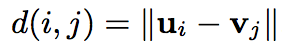 d(i, j) = ‖u_i − v_j‖